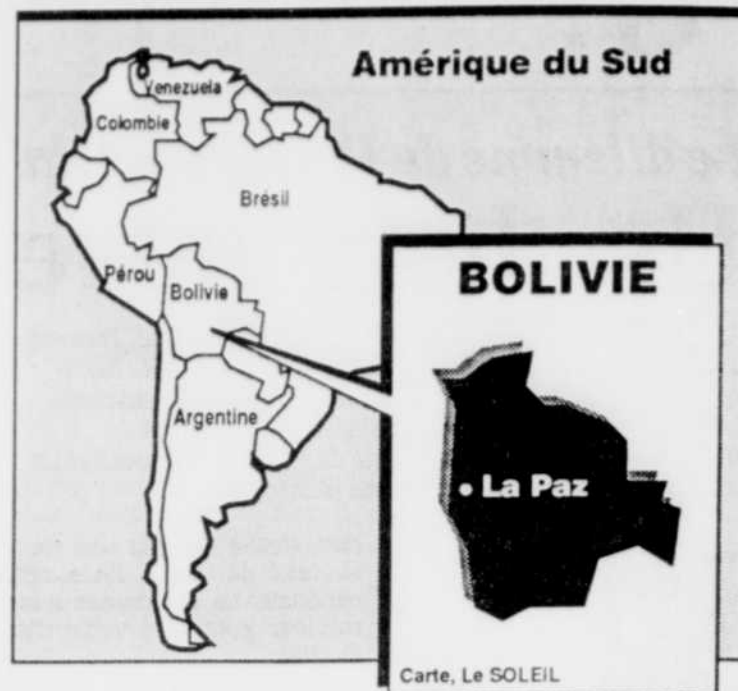 Amérique du Sud
Venezuela
Colombie
Brésil
Pérou
Bolivie
Argentine
BOLIVIE
La Paz
Carte, Le SOLEIL